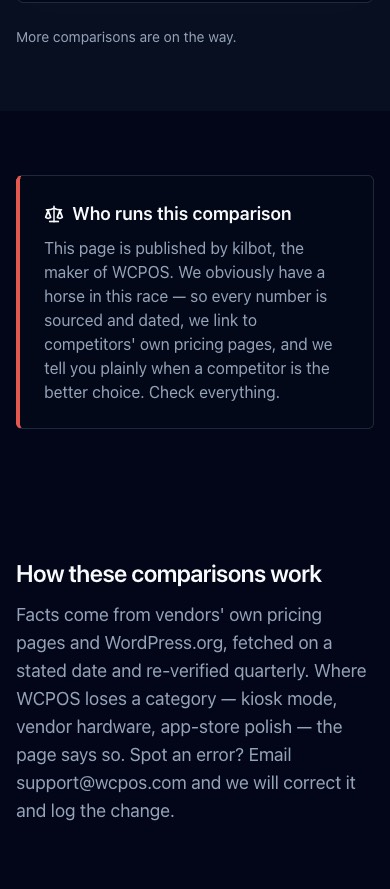 More comparisons are on the way.
Who runs this comparison
This page is published by kilbot, the
maker of WCPOS. We obviously have a
horse in this race — so every number is
sourced and dated, we link to
competitors' own pricing pages, and we
tell you plainly when a competitor is the
better choice. Check everything.
How these comparisons work
Facts come from vendors' own pricing
pages and WordPress.org, fetched on a
stated date and re-verified quarterly. Where
WCPOS loses a category — kiosk mode,
vendor hardware, app-store polish — the
page says so. Spot an error? Email
support@wcpos.com and we will correct it
and log the change.